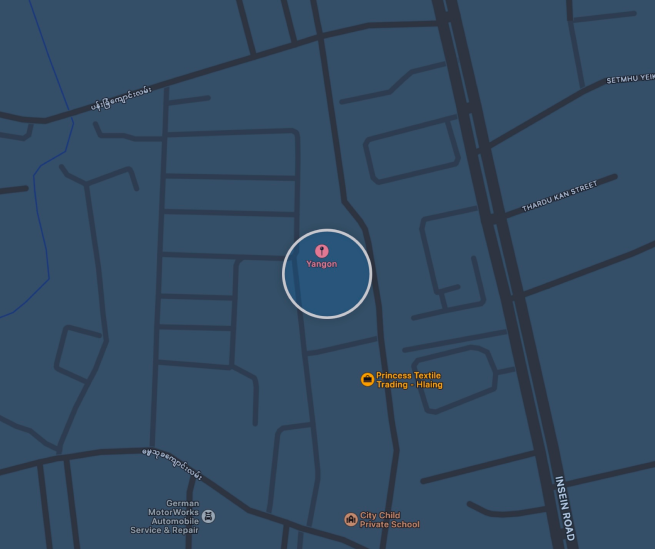 SETMHU YEIK
THARDU KAN STREET
Yangon
Princess Textile
Trading - Hlaing
German
MotorWorks
Automobile
Service & Repair
City Child
Private School
INSEIN ROAD